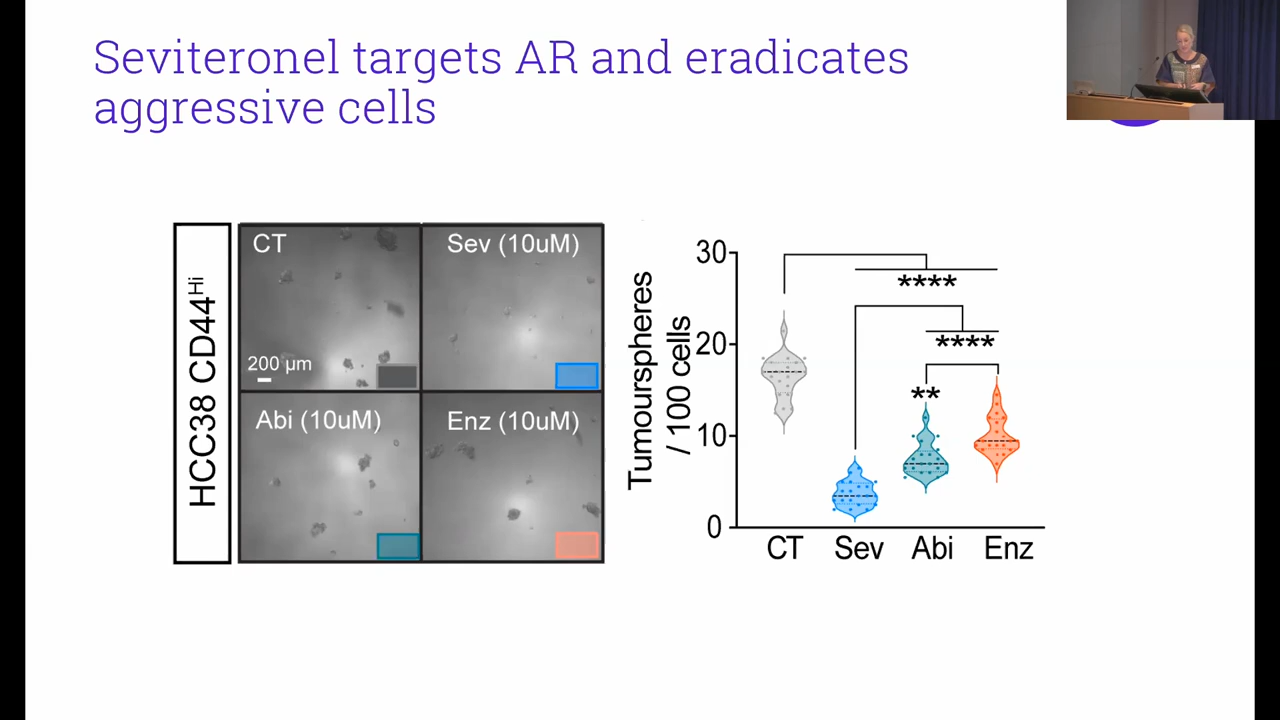 Seviteronel targets AR and eradicates
aggressive cells
HCC38 CD44Hi
CT
Sev (10uM)
200 µm
Abi (10uM)
Enz (10uM)
Tumourspheres
/ 100 cells
30
20
10
0
****
****
**
CT
Sev
Abi
Enz